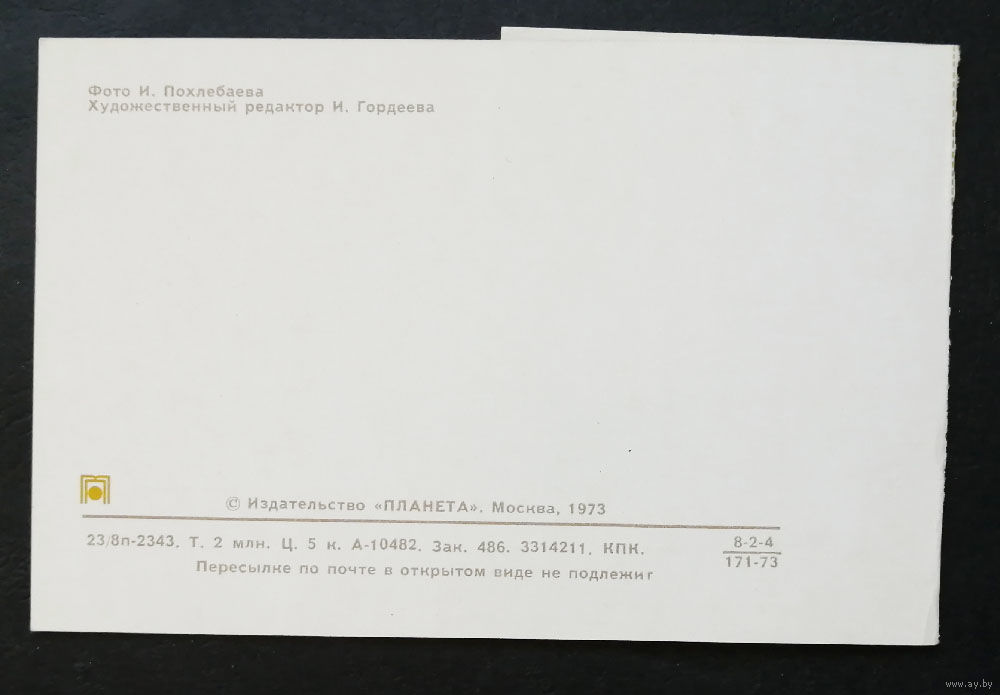 Фото И. Похлебаева
Художественный редактор И. Гордеева
© Издательство «ПЛАНЕТА». Москва, 1973
23/8п-2343. Т. 2 млн. Ц. 5 к. А-10482. Зак. 486. 3314211. КПК.
8-2-4
171-73
Пересылке по почте в открытом виде не подлежит
www.ay.by